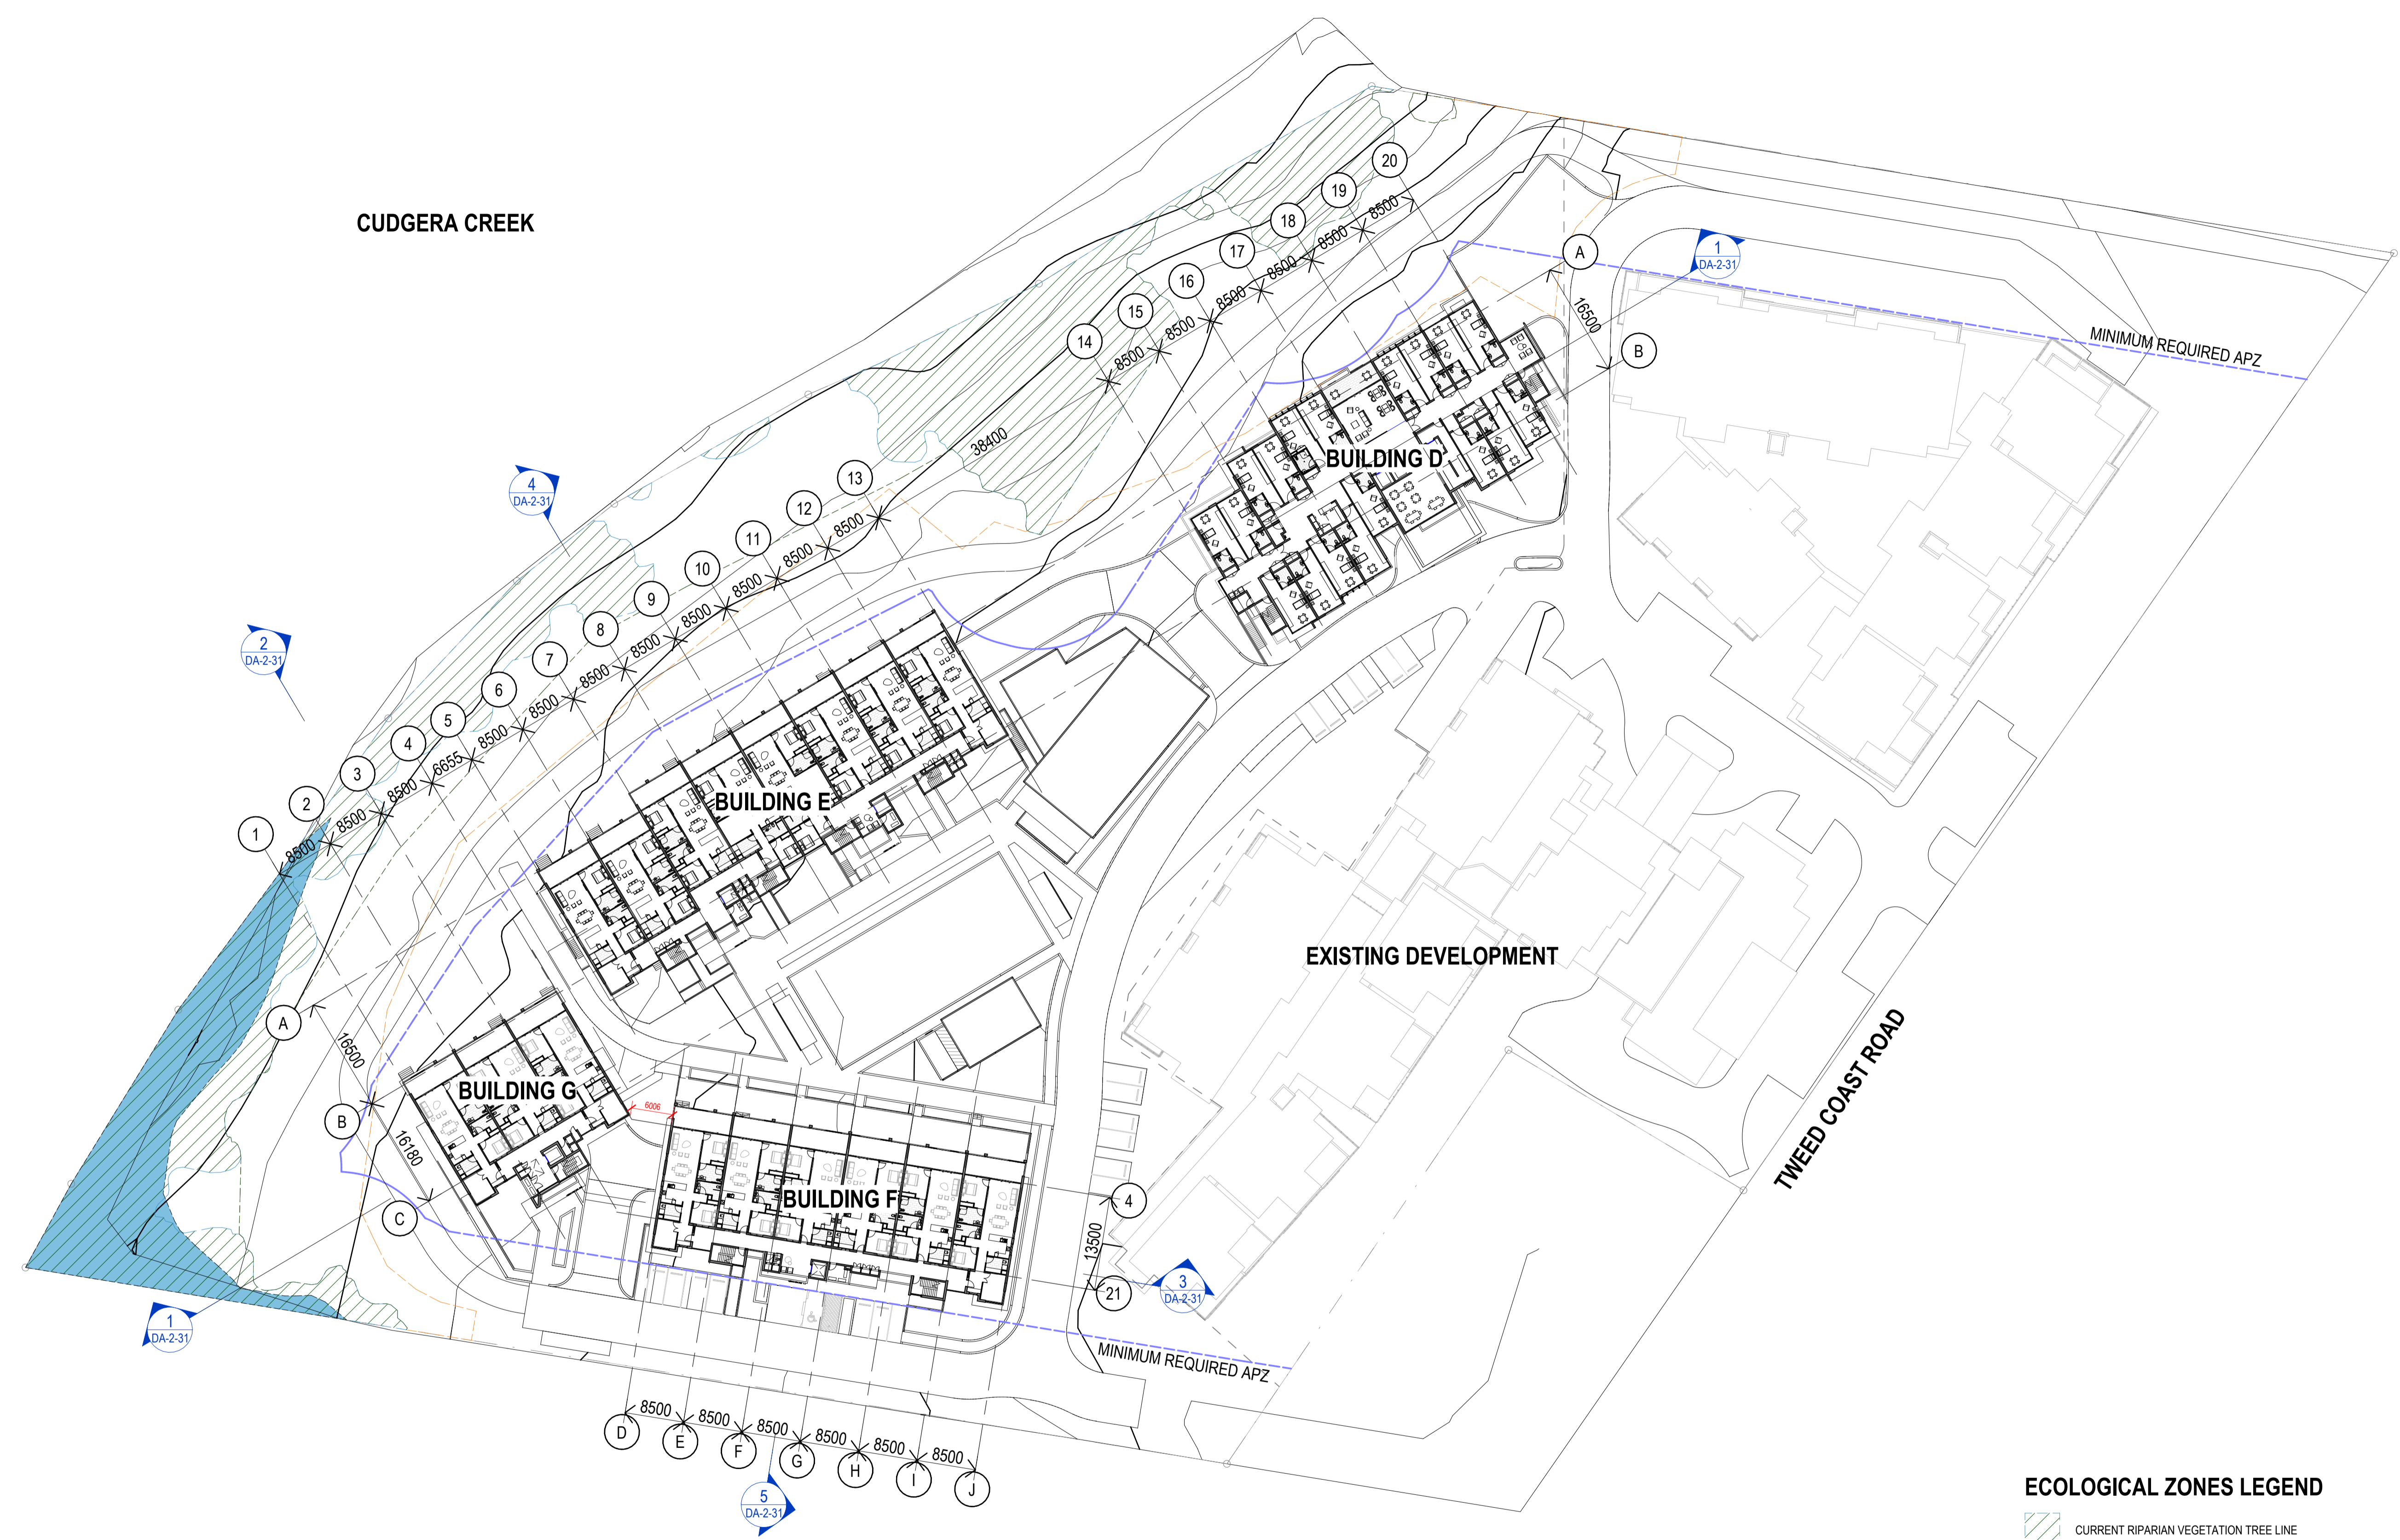 CUDGERA CREEK
20
19
18
17
16
15
14
13
12
11
10
9
8
7
6
5
4
3
2
1
8500
8500
8500
8500
8500
8500
38400
8500
8500
8500
8500
8500
8500
8500
8500
6655
8500
8500
8500
A
16500
B
1
DA-2-31
MINIMUM REQUIRED APZ
4
DA-2-31
2
DA-2-31
BUILDING D
BUILDING E
EXISTING DEVELOPMENT
TWEED COAST ROAD
A
16500
B
16180
C
BUILDING G
6006
BUILDING F
4
13500
21
3
DA-2-31
1
DA-2-31
MINIMUM REQUIRED APZ
8500
8500
8500
8500
8500
8500
D
E
F
G
H
I
J
5
DA-2-31
ECOLOGICAL ZONES LEGEND
CURRENT RIPARIAN VEGETATION TREE LINE